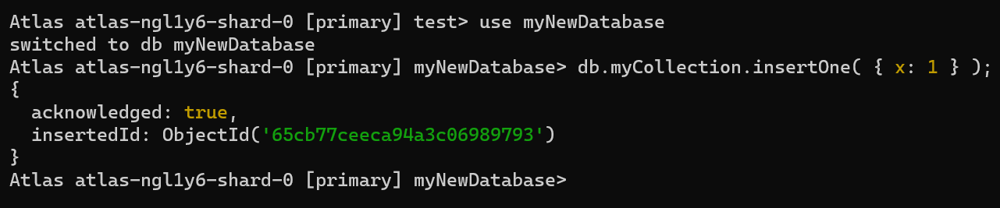 Atlas atlas-ngl1y6-shard-0 [primary] test> use myNewDatabase
switched to db myNewDatabase
Atlas atlas-ngl1y6-shard-0 [primary] myNewDatabase> db.myCollection.insertOne( { x: 1 } );
{
  acknowledged: true,
  insertedId: ObjectId('65cb77ceeca94a3c06989793')
}
Atlas atlas-ngl1y6-shard-0 [primary] myNewDatabase>